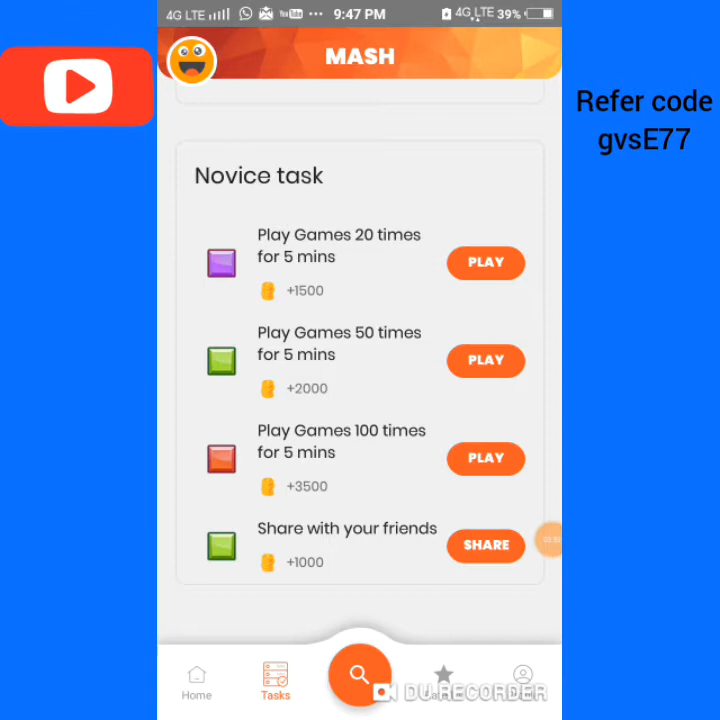 4G LTE
YouTube
9:47 PM
4G LTE 39%
MASH
Refer code
gvsE77
Novice task
Play Games 20 times
for 5 mins
PLAY
+1500
Play Games 50 times
for 5 mins
PLAY
+2000
Play Games 100 times
for 5 mins
PLAY
+3500
Share with your friends
SHARE
+1000
Home
Tasks
DU RECORDER